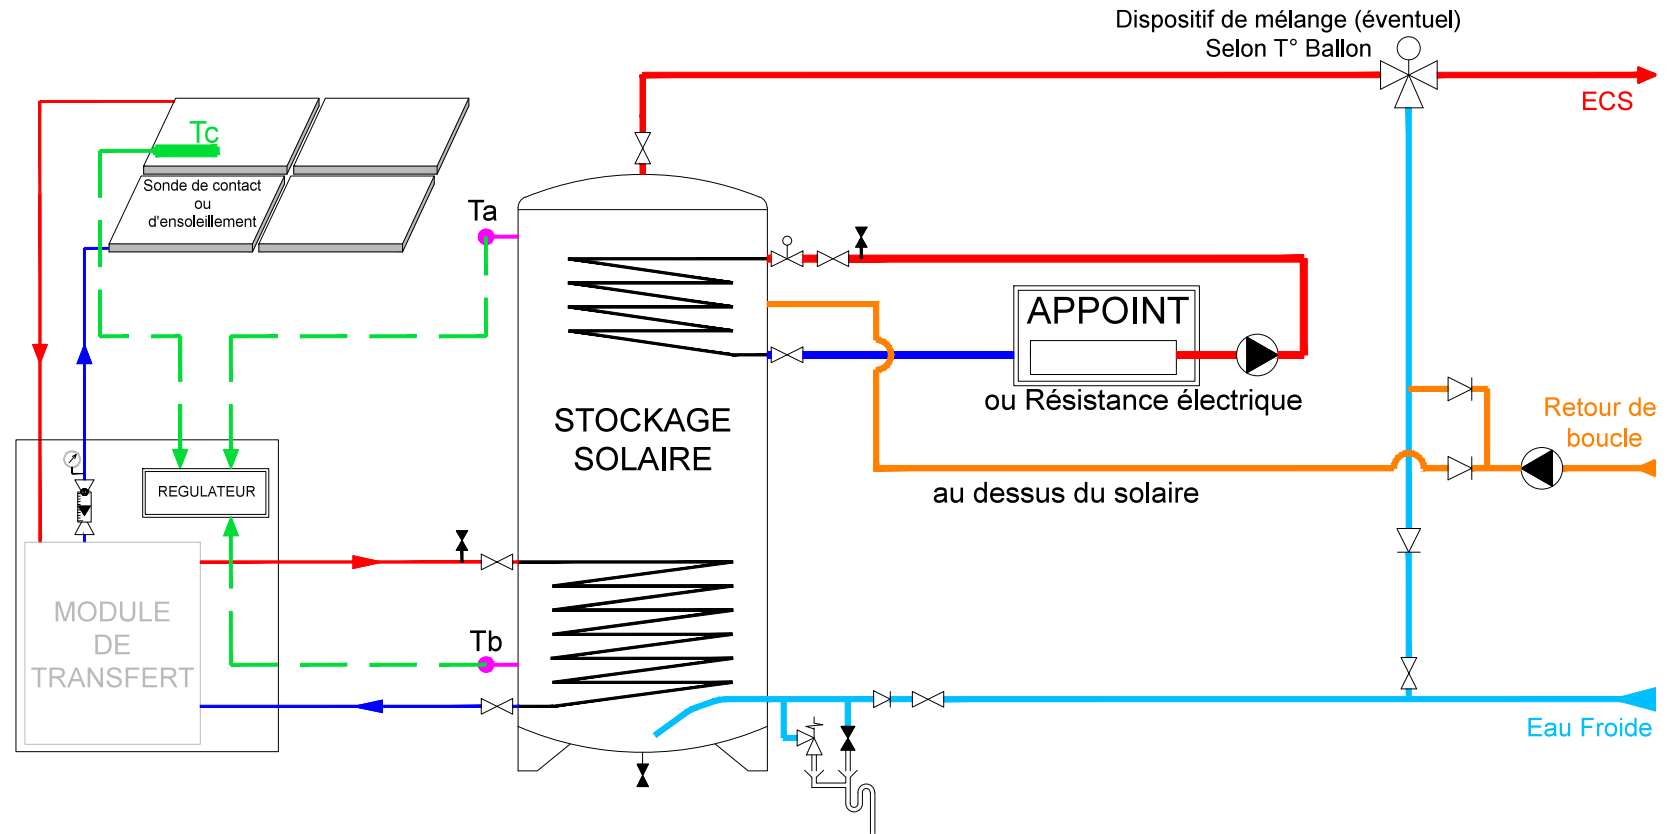 Dispositif de mélange (éventuel)
Selon T° Ballon
ECS
Tc
Sonde de contact
ou
d'ensoleillement
Ta
APPOINT
ou Résistance électrique
STOCKAGE
SOLAIRE
Retour de
boucle
REGULATEUR
au dessus du solaire
MODULE
DE
TRANSFERT
Tb
Eau Froide